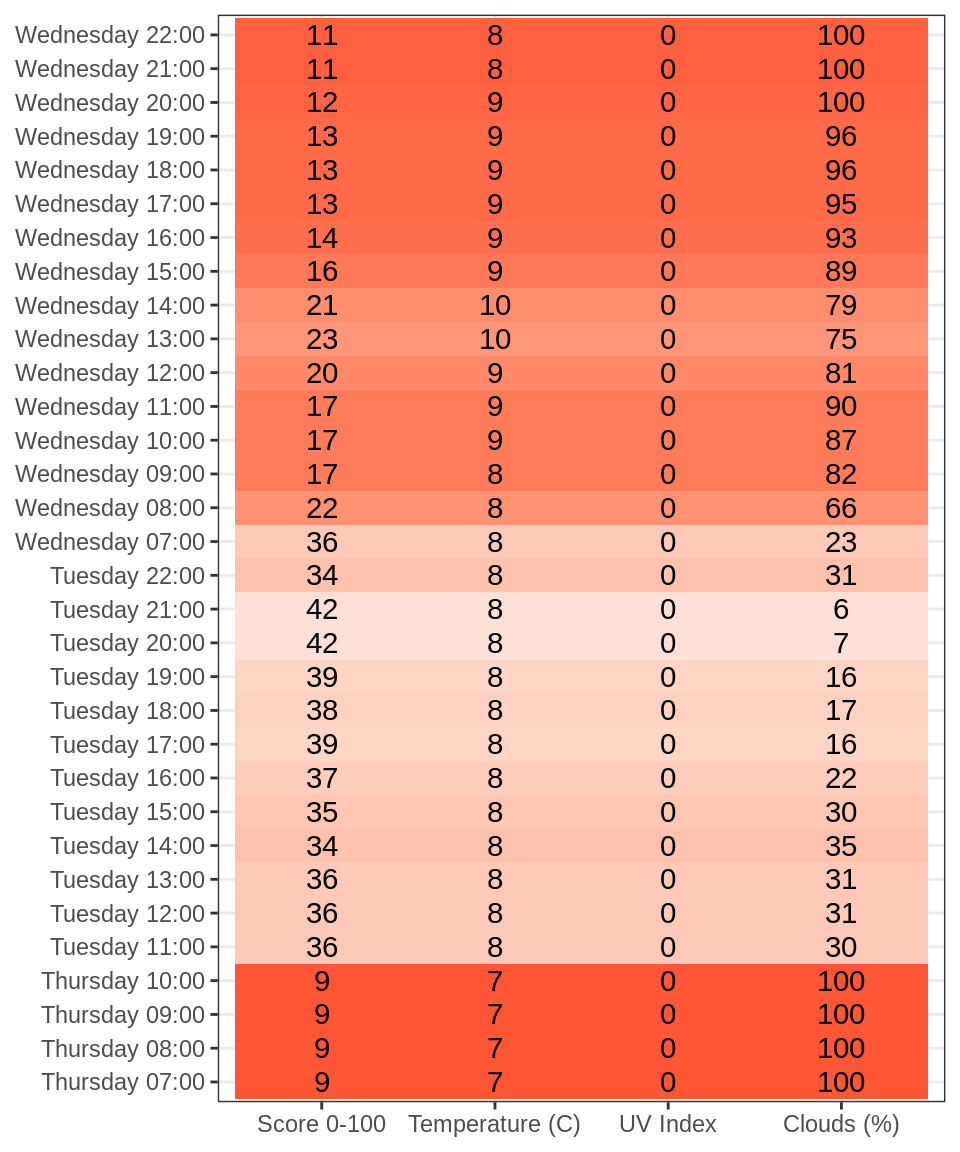 Wednesday 22:00 11 8 0 100
Wednesday 21:00 11 8 0 100
Wednesday 20:00 12 9 0 100
Wednesday 19:00 13 9 0 96
Wednesday 18:00 13 9 0 96
Wednesday 17:00 13 9 0 95
Wednesday 16:00 14 9 0 93
Wednesday 15:00 16 9 0 89
Wednesday 14:00 21 10 0 79
Wednesday 13:00 23 10 0 75
Wednesday 12:00 20 9 0 81
Wednesday 11:00 17 9 0 90
Wednesday 10:00 17 9 0 87
Wednesday 09:00 17 8 0 82
Wednesday 08:00 22 8 0 66
Wednesday 07:00 36 8 0 23
Tuesday 22:00 34 8 0 31
Tuesday 21:00 42 8 0 6
Tuesday 20:00 42 8 0 7
Tuesday 19:00 39 8 0 16
Tuesday 18:00 38 8 0 17
Tuesday 17:00 39 8 0 16
Tuesday 16:00 37 8 0 22
Tuesday 15:00 35 8 0 30
Tuesday 14:00 34 8 0 35
Tuesday 13:00 36 8 0 31
Tuesday 12:00 36 8 0 31
Tuesday 11:00 36 8 0 30
Thursday 10:00 9 7 0 100
Thursday 09:00 9 7 0 100
Thursday 08:00 9 7 0 100
Thursday 07:00 9 7 0 100
Score 0-100 Temperature (C) UV Index Clouds (%)